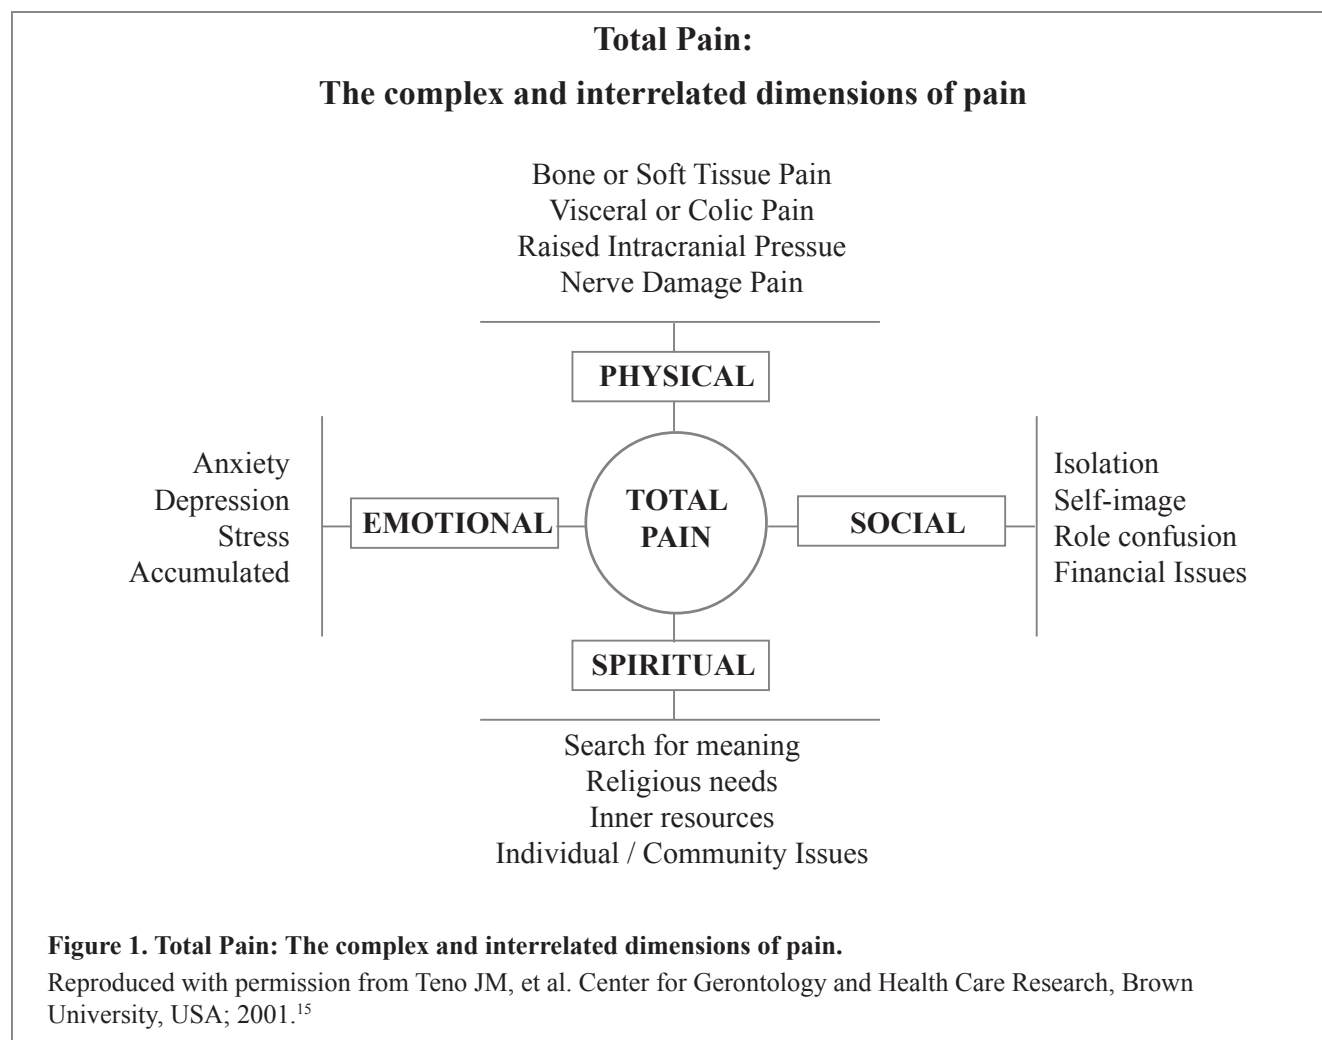 Total Pain:
The complex and interrelated dimensions of pain
Bone or Soft Tissue Pain
Visceral or Colic Pain
Raised Intracranial Pressue
Nerve Damage Pain
PHYSICAL
Anxiety
Depression
Stress
Accumulated
EMOTIONAL
TOTAL
PAIN
SOCIAL
Isolation
Self-image
Role confusion
Financial Issues
SPIRITUAL
Search for meaning
Religious needs
Inner resources
Individual / Community Issues
Figure 1. Total Pain: The complex and interrelated dimensions of pain.
Reproduced with permission from Teno JM, et al. Center for Gerontology and Health Care Research, Brown
University, USA; 2001.15